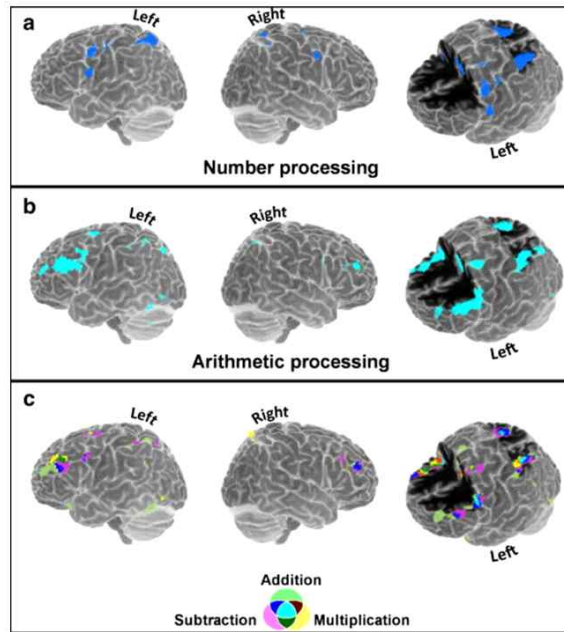 a
Left
Right
Left
Number processing
b
Left
Right
Left
Arithmetic processing
c
Left
Right
Left
Addition
Subtraction
Multiplication